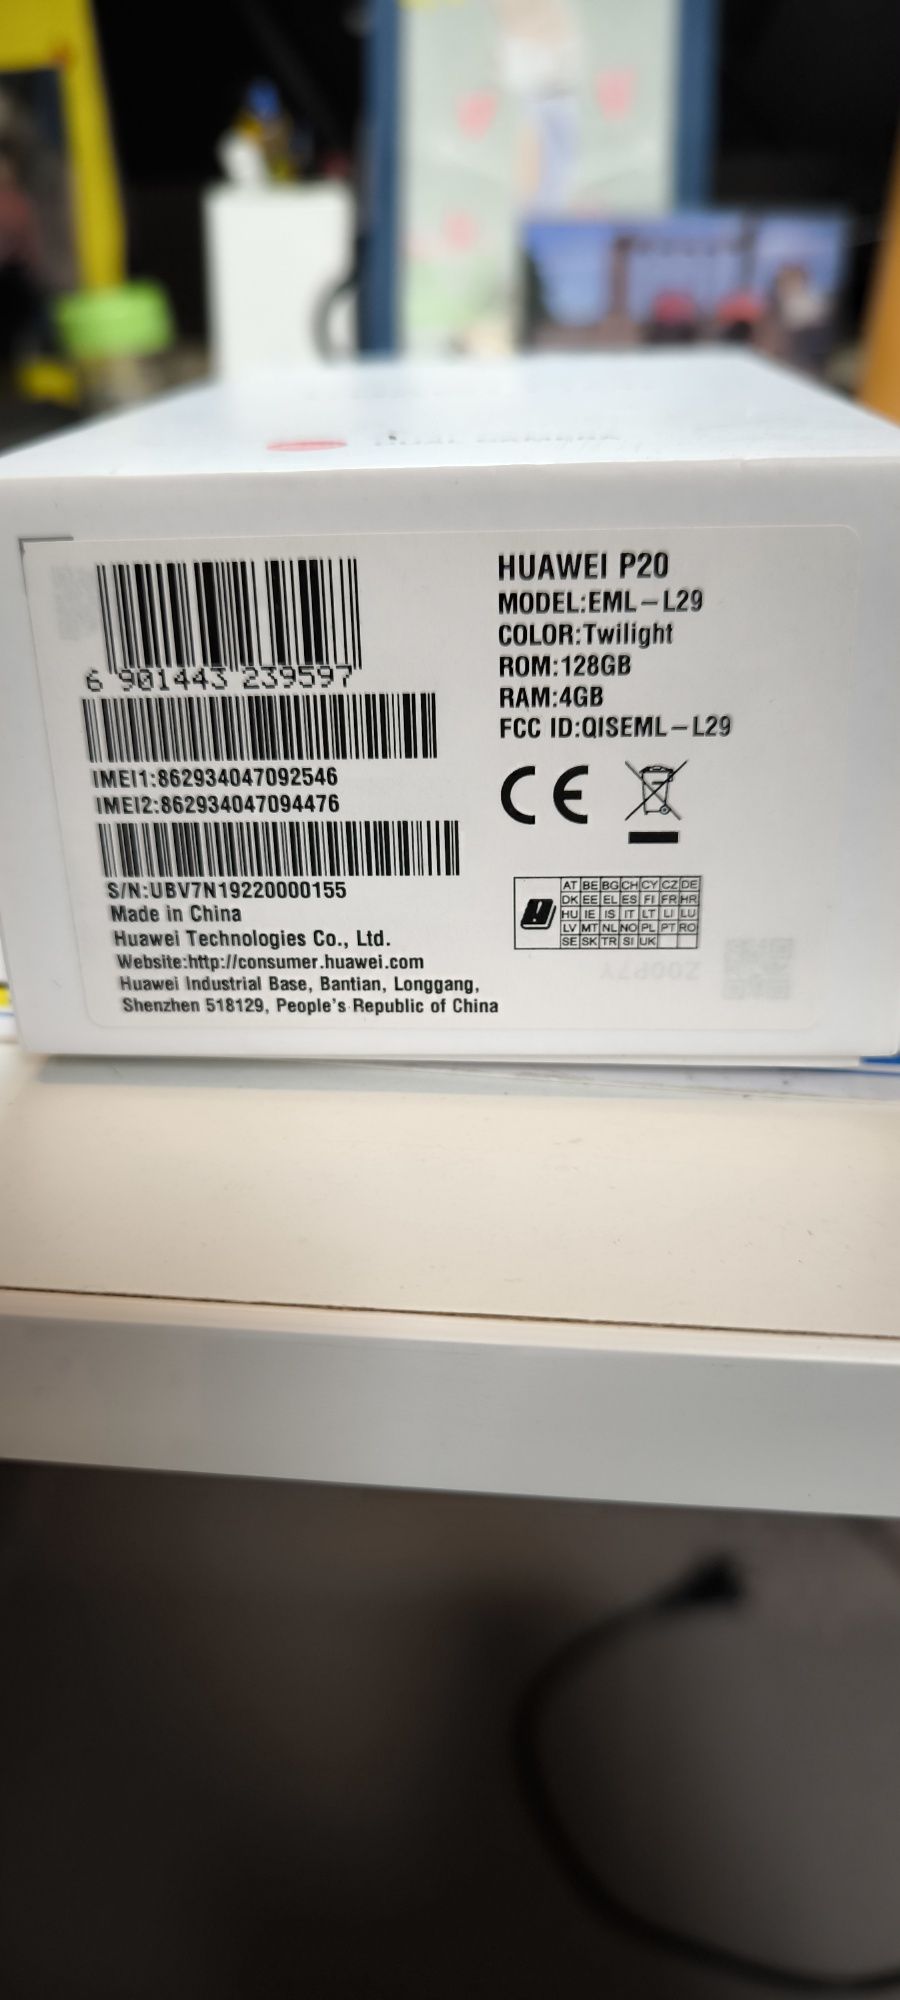 6 901443 239597
IMEI1:862934047092546
IMEI2:862934047094476
S/N:UBV7N19220000155
Made in China
Huawei Technologies Co., Ltd.
Website:http://consumer.huawei.com
Huawei Industrial Base, Bantian, Longgang,
Shenzhen 518129, People's Republic of China
HUAWEI P20
MODEL:EML-L29
COLOR:Twilight
ROM:128GB
RAM:4GB
FCC ID:QISEML-L29
CE
AT BE BG CH CY CZ DE
DK EE EL ES FI FR HR
HU IE IS IT LT LI LU
LV MT NL NO PL PT RO
SE SK TR SI UK